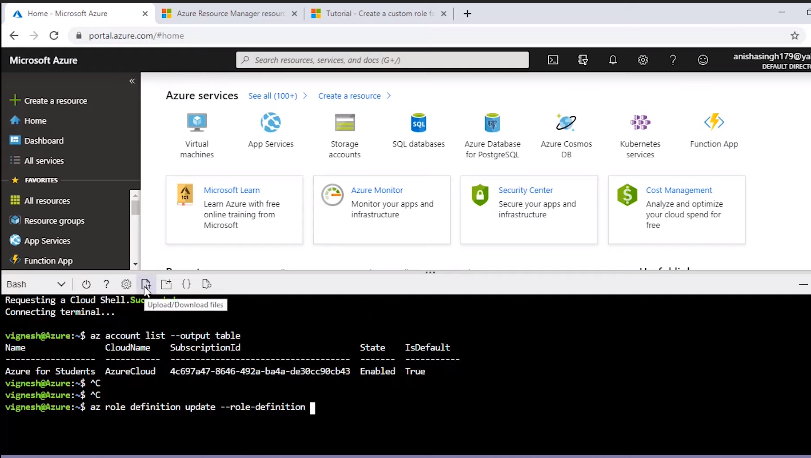 Home - Microsoft Azure
Azure Resource Manager resourc
Tutorial - Create a custom role f
portal.azure.com/#home
Microsoft Azure
Search resources, services, and docs (G+/)
anishasingh179@ya
DEFAULT DIRECTO
Create a resource
Home
Dashboard
All services
FAVORITES
All resources
Resource groups
App Services
Function App
Azure services
See all (100+)
Create a resource
Virtual machines
App Services
Storage accounts
SQL databases
Azure Database for PostgreSQL
Azure Cosmos DB
Kubernetes services
Function App
Microsoft Learn
Learn Azure with free online training from Microsoft
Azure Monitor
Monitor your apps and infrastructure
Security Center
Secure your apps and infrastructure
Cost Management
Analyze and optimize your cloud spend for free
Bash
Upload/Download files
Requesting a Cloud Shell.
Connecting terminal...
vignesh@Azure:~$ az account list --output table
Name CloudName SubscriptionId State IsDefault
Azure for Students AzureCloud 4c697a47-8646-492a-ba4a-de30cc90cb43 Enabled True
vignesh@Azure:~$ ^C
vignesh@Azure:~$ ^C
vignesh@Azure:~$ az role definition update --role-definition